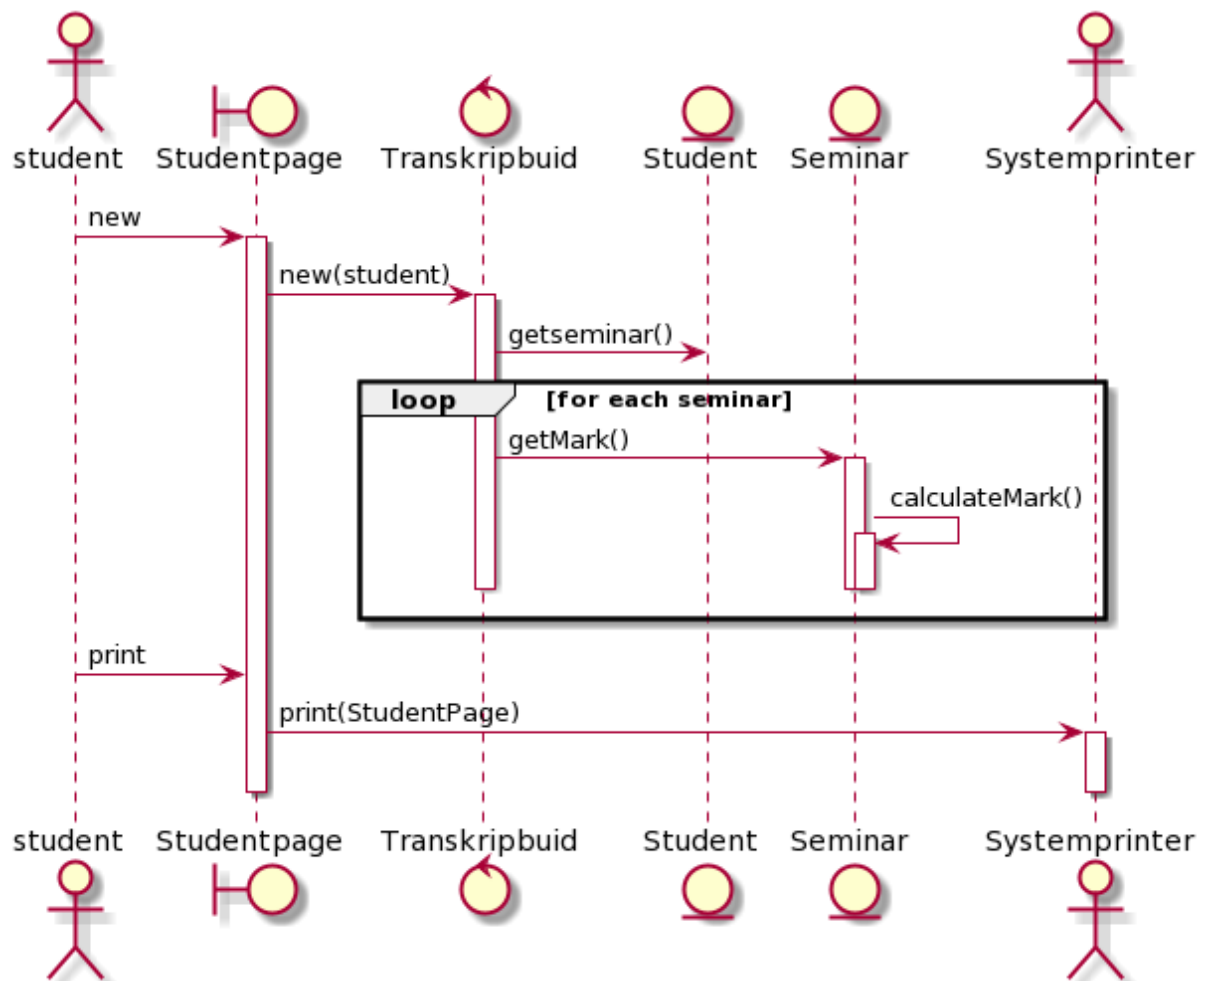 student Studentpage Transkripbuid Student Seminar Systemprinter
new
new(student)
getseminar()
loop [for each seminar]
getMark()
calculateMark()
print
print(StudentPage)
student Studentpage Transkripbuid Student Seminar Systemprinter